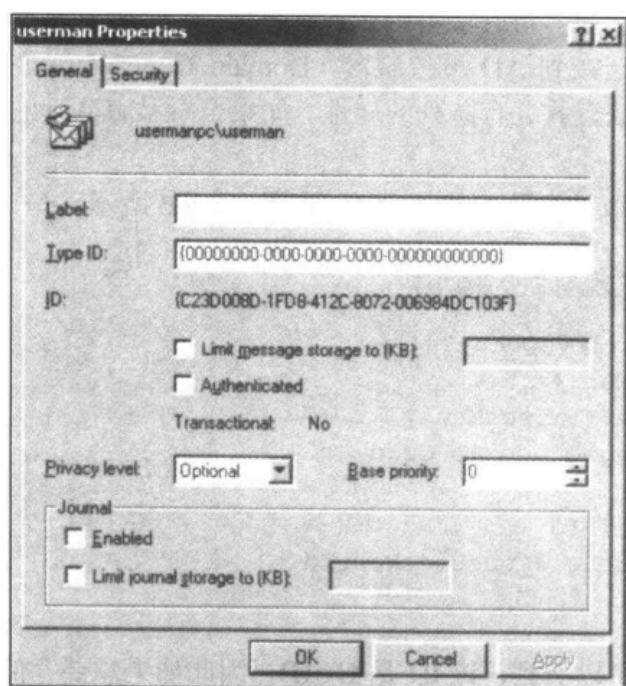 userman Properties
General Security
usermanpc\userman
Label:
Type ID: {00000000-0000-0000-0000-000000000000}
ID: {C23D008D-1FD8-412C-8072-006984DC103F}
Limit message storage to (KB):
Authenticated
Transactional: No
Privacy level: Optional Base priority: 0
Journal
Enabled
Limit journal storage to (KB):
OK Cancel Apply